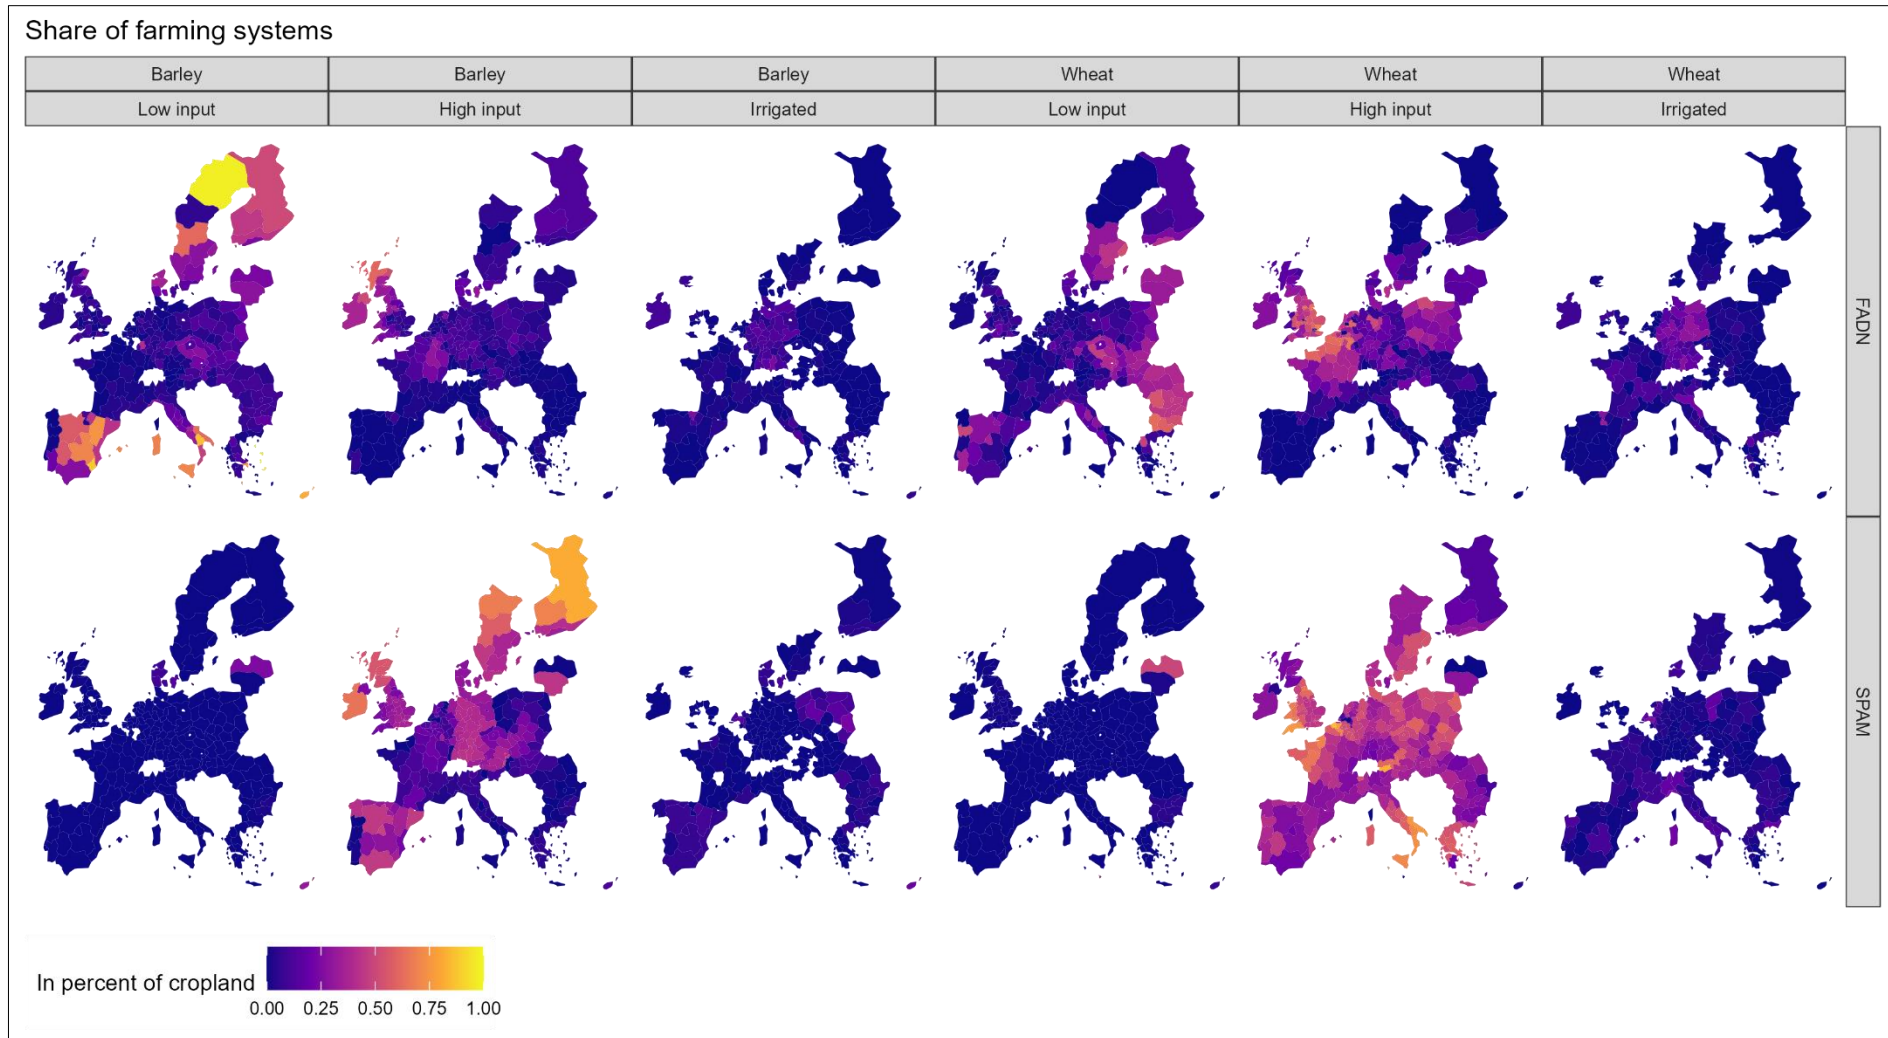 Share of farming systems
Barley Barley Barley Wheat Wheat Wheat
Low input High input Irrigated Low input High input Irrigated
FADN
SPAM
In percent of cropland
0.00 0.25 0.50 0.75 1.00